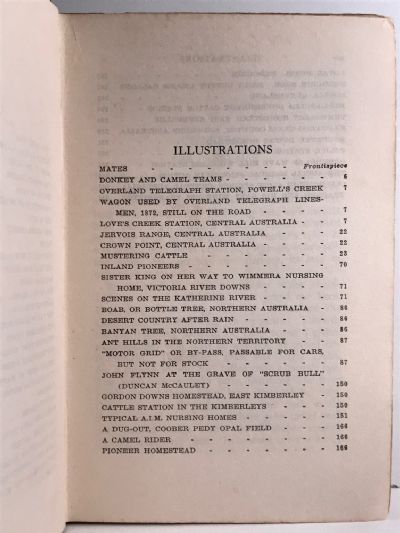 ILLUSTRATIONS
MATES - - - - - - - Frontispiece
DONKEY AND CAMEL TEAMS - - - - - - 6
OVERLAND TELEGRAPH STATION, POWELL'S CREEK 7
WAGON USED BY OVERLAND TELEGRAPH LINES-
MEN, 1872, STILL ON THE ROAD - - - - 7
LOVE'S CREEK STATION, CENTRAL AUSTRALIA - - 7
JERVOIS RANGE, CENTRAL AUSTRALIA - - - - 22
CROWN POINT, CENTRAL AUSTRALIA - - - - 22
MUSTERING CATTLE - - - - - - - 23
INLAND PIONEERS - - - - - - - 70
SISTER KING ON HER WAY TO WIMMERA NURSING
HOME, VICTORIA RIVER DOWNS - - - - 71
SCENES ON THE KATHERINE RIVER - - - - 71
BOAB, OR BOTTLE TREE, NORTHERN AUSTRALIA - 86
DESERT COUNTRY AFTER RAIN - - - - - 86
BANYAN TREE, NORTHERN AUSTRALIA - - - 86
ANT HILLS IN THE NORTHERN TERRITORY - - 87
"MOTOR GRID" OR BY-PASS, PASSABLE FOR CARS,
BUT NOT FOR STOCK - - - - - - 87
JOHN FLYNN AT THE GRAVE OF "SCRUB BULL"
(DUNCAN McCAULEY) - - - - - - 150
GORDON DOWNS HOMESTEAD, EAST KIMBERLEY - 150
CATTLE STATION IN THE KIMBERLEYS - - - 150
TYPICAL A.I.M. NURSING HOMES - - - - 151
A DUG-OUT, COOBER PEDY OPAL FIELD - - - 166
A CAMEL RIDER - - - - - - - 166
PIONEER HOMESTEAD - - - - - - 166